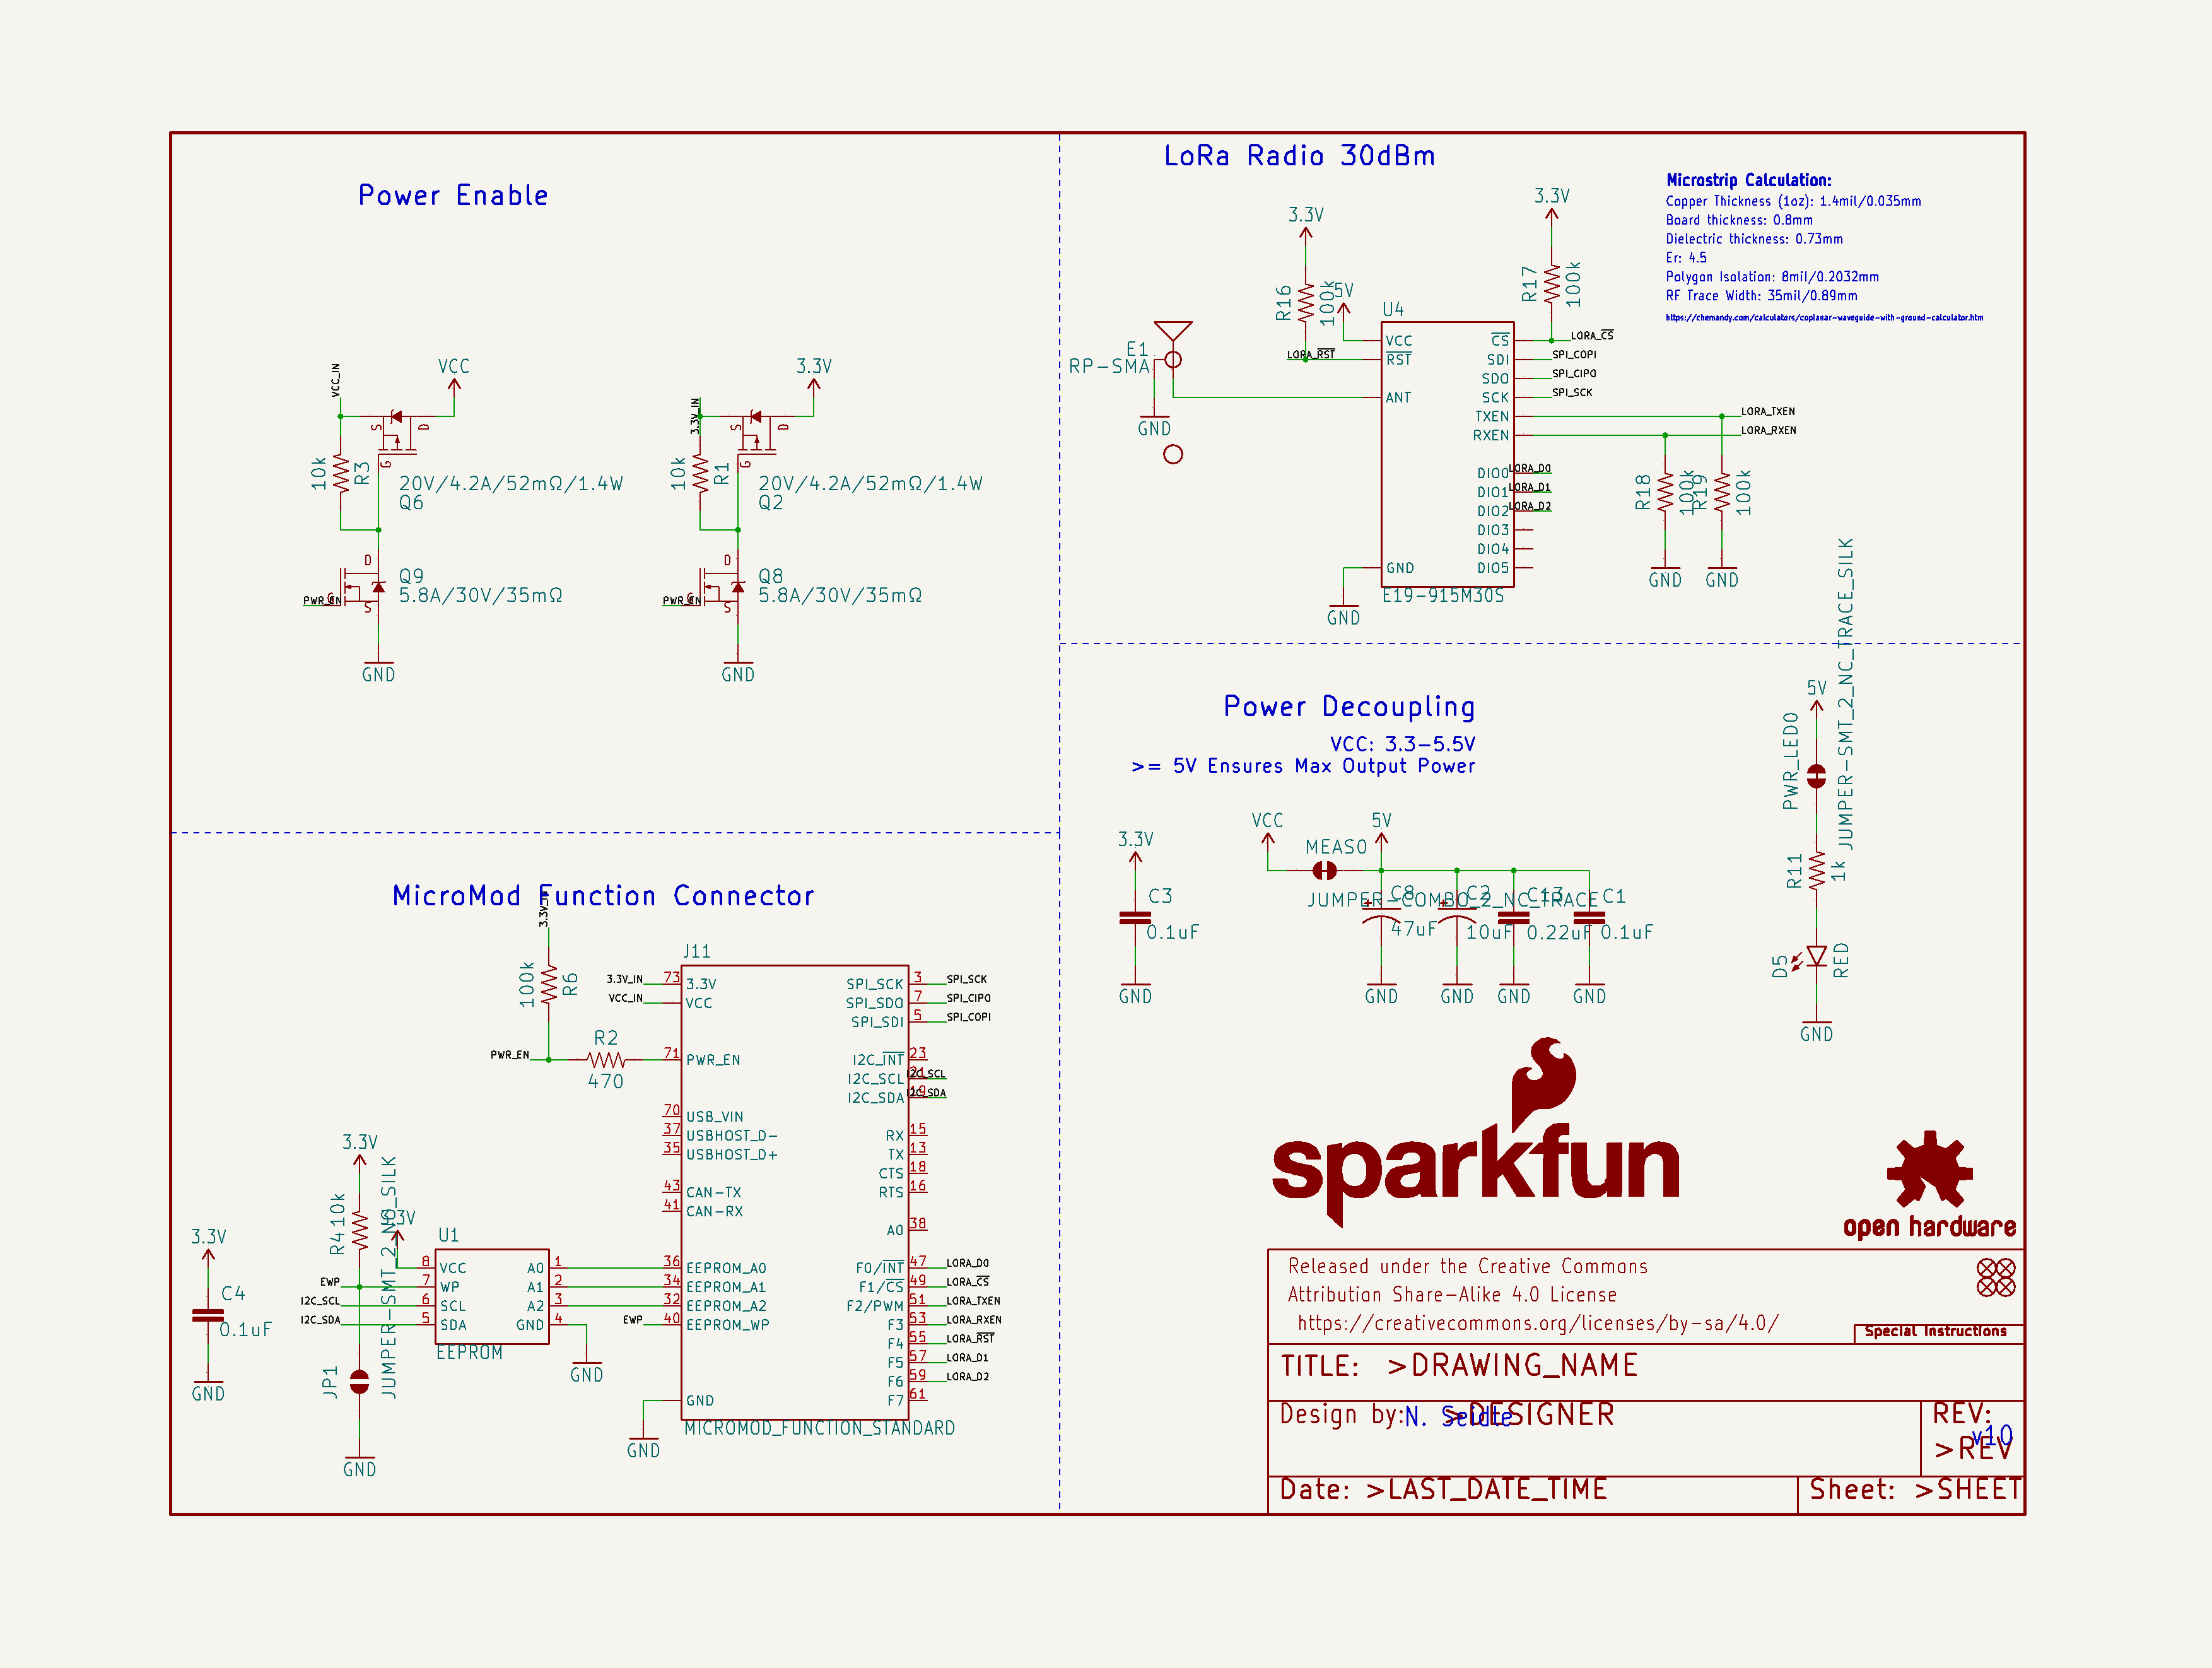 Power Enable
VCC_IN
VCC
S
D
G
10k
R3
20V/4.2A/52mΩ/1.4W
Q6
D
Q9
5.8A/30V/35mΩ
PWR_EN
S
GND
3.3V_IN
3.3V
S
D
G
10k
R1
20V/4.2A/52mΩ/1.4W
Q2
D
Q8
5.8A/30V/35mΩ
PWR_EN
S
GND
LoRa Radio 30dBm
3.3V
R16
100k
5V
U4
3.3V
R17
100k
E1
RP-SMA
GND
LORA_RST
VCC
RST
ANT
GND
GND
CS
SDI
SDO
SCK
TXEN
RXEN
DIO0
DIO1
DIO2
DIO3
DIO4
DIO5
E19-915M30S
LORA_CS
SPI_COPI
SPI_CIPO
SPI_SCK
LORA_TXEN
LORA_RXEN
LORA_D0
LORA_D1
LORA_D2
R18
100k
R19
100k
GND
GND
Microstrip Calculation:
Copper Thickness (1oz): 1.4mil/0.035mm
Board thickness: 0.8mm
Dielectric thickness: 0.73mm
Er: 4.5
Polygon Isolation: 8mil/0.2032mm
RF Trace Width: 35mil/0.89mm
https://chemandy.com/calculators/coplanar-waveguide-with-ground-calculator.htm
Power Decoupling
VCC: 3.3-5.5V
>= 5V Ensures Max Output Power
3.3V
C3
0.1uF
GND
VCC
MEAS0
5V
JUMPER-COMBO_2_NC_TRACE
C8
47uF
C2
10uF
C13
0.22uF
C1
0.1uF
GND
GND
GND
GND
5V
PWR_LED0
JUMPER-SMT_2_NC_TRACE_SILK
R11
1k
D5
RED
GND
MicroMod Function Connector
3.3V_IN
100k
R6
PWR_EN
R2
470
J11
3.3V_IN
73
3.3V
VCC_IN
VCC
71
PWR_EN
70
USB_VIN
37
USBHOST_D-
35
USBHOST_D+
43
CAN-TX
41
CAN-RX
36
EEPROM_A0
34
EEPROM_A1
32
EEPROM_A2
EWP
40
EEPROM_WP
GND
GND
SPI_SCK 3 SPI_SCK
SPI_SDO 7 SPI_CIPO
SPI_SDI 5 SPI_COPI
I2C_INT 23
I2C_SCL 21 I2C_SCL
I2C_SDA 19 I2C_SDA
RX 15
TX 13
CTS 18
RTS 16
A0 38
F0/INT 47 LORA_D0
F1/CS 49 LORA_CS
F2/PWM 51 LORA_TXEN
F3 53 LORA_RXEN
F4 55 LORA_RST
F5 57 LORA_D1
F6 59 LORA_D2
F7 61
MICROMOD_FUNCTION_STANDARD
3.3V
C4
0.1uF
GND
3.3V
R4
10k
3.3V
U1
EWP
I2C_SCL
I2C_SDA
8 VCC
7 WP
6 SCL
5 SDA
A0 1
A1 2
A2 3
GND 4
EEPROM
GND
JP1
JUMPER-SMT_2_NO_SILK
GND
sparkfun
open hardware
Released under the Creative Commons
Attribution Share-Alike 4.0 License
https://creativecommons.org/licenses/by-sa/4.0/
Special Instructions
TITLE: >DRAWING_NAME
Design by: N. Seidle >DESIGNER
REV:
v10
>REV
Date: >LAST_DATE_TIME
Sheet: >SHEET